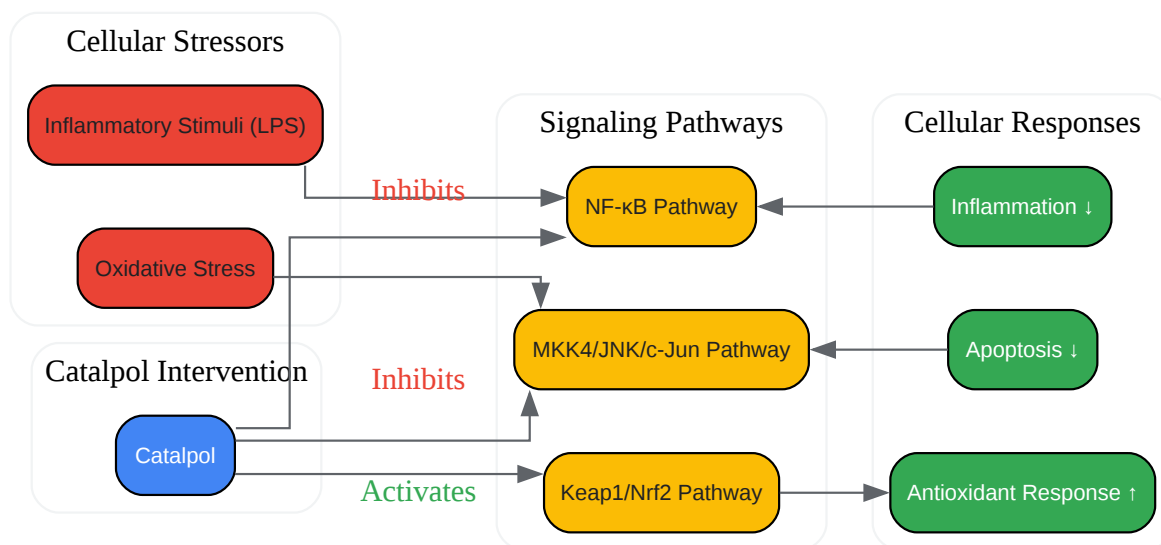 Cellular Stressors
Inflammatory Stimuli (LPS)
Oxidative Stress
Catalpol Intervention
Catalpol
Inhibits
Inhibits
Activates
Signaling Pathways
NF-κB Pathway
MKK4/JNK/c-Jun Pathway
Keap1/Nrf2 Pathway
Cellular Responses
Inflammation ↓
Apoptosis ↓
Antioxidant Response ↑